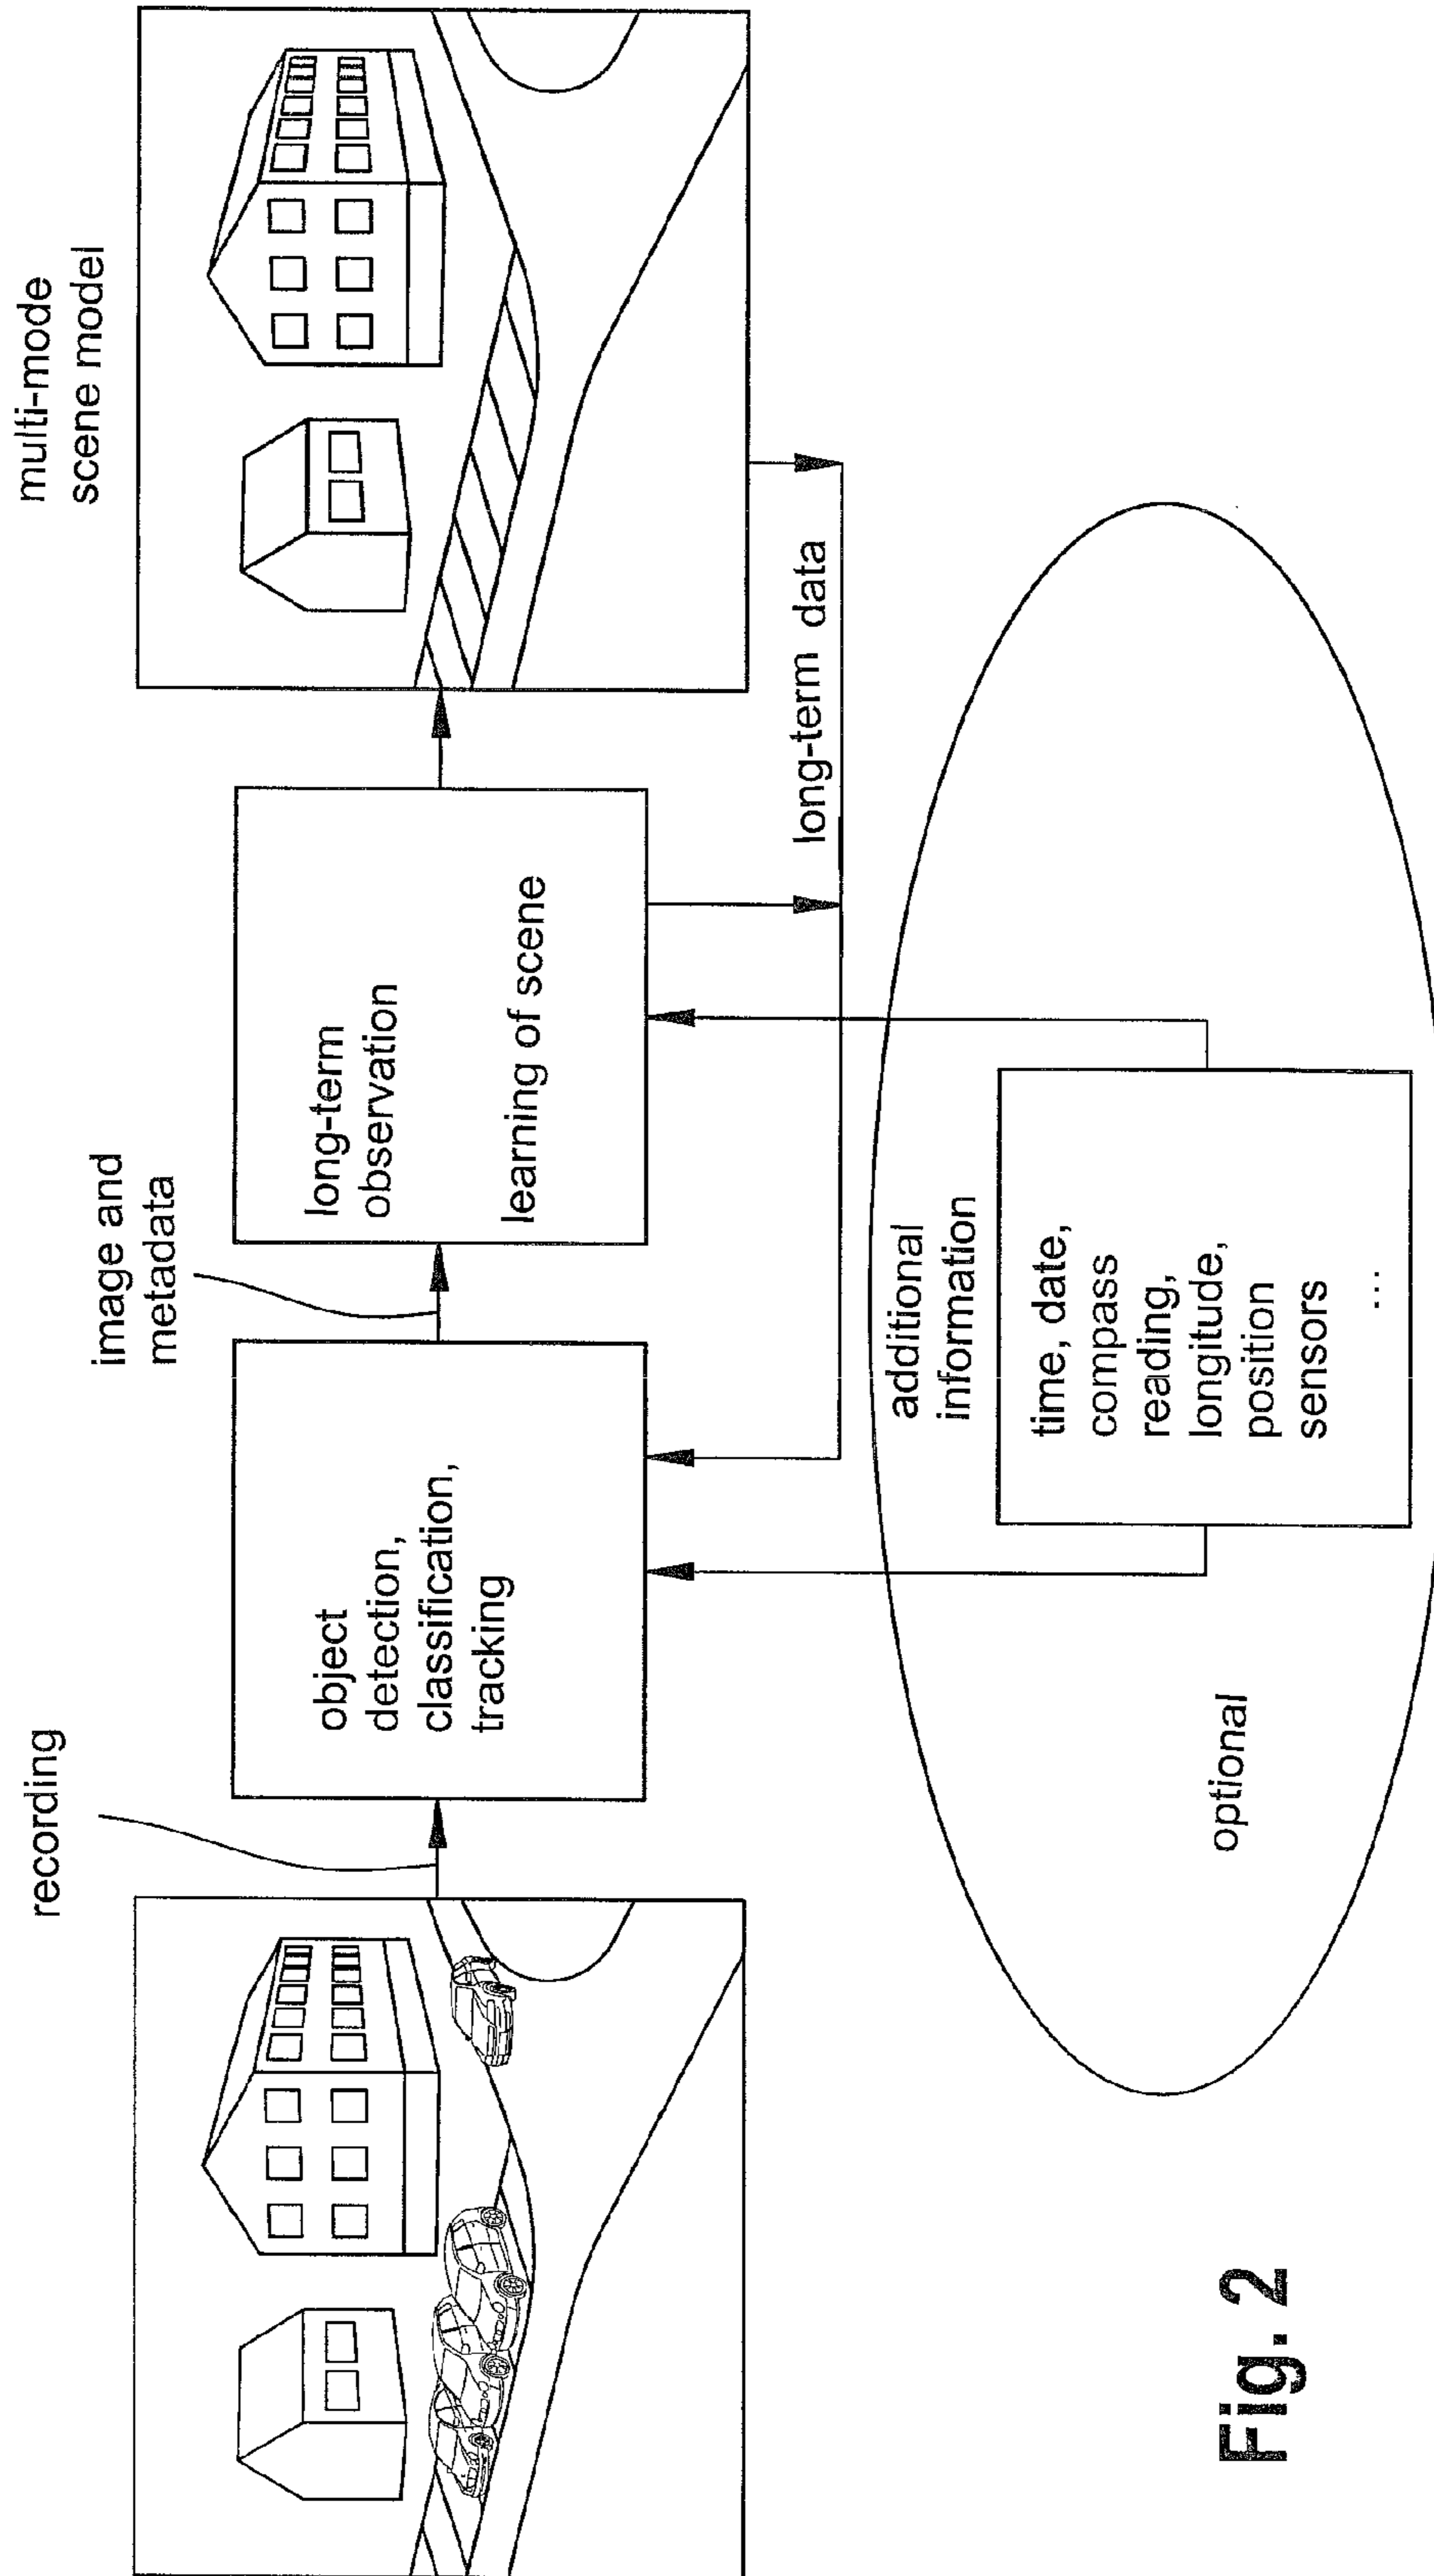 recording
image and
metadata
multi-mode
scene model
object
detection,
classification,
tracking
long-term
observation
learning of scene
long-term data
additional
information
time, date,
compass
reading,
longitude,
position
sensors
...
optional
Fig. 2